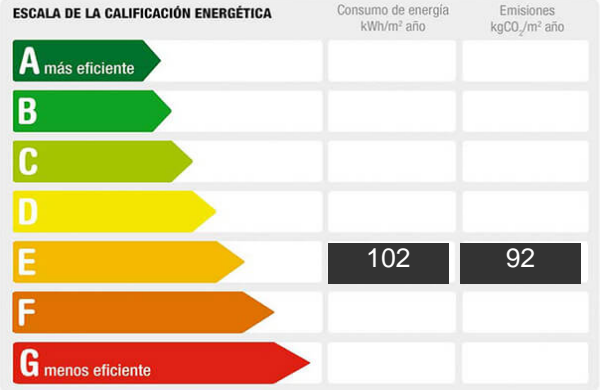 ESCALA DE LA CALIFICACIÓN ENERGÉTICA
Consumo de energía
kWh/m² año
Emisiones
kgCO₂/m² año
A más eficiente
B
C
D
E 102 92
F
G menos eficiente